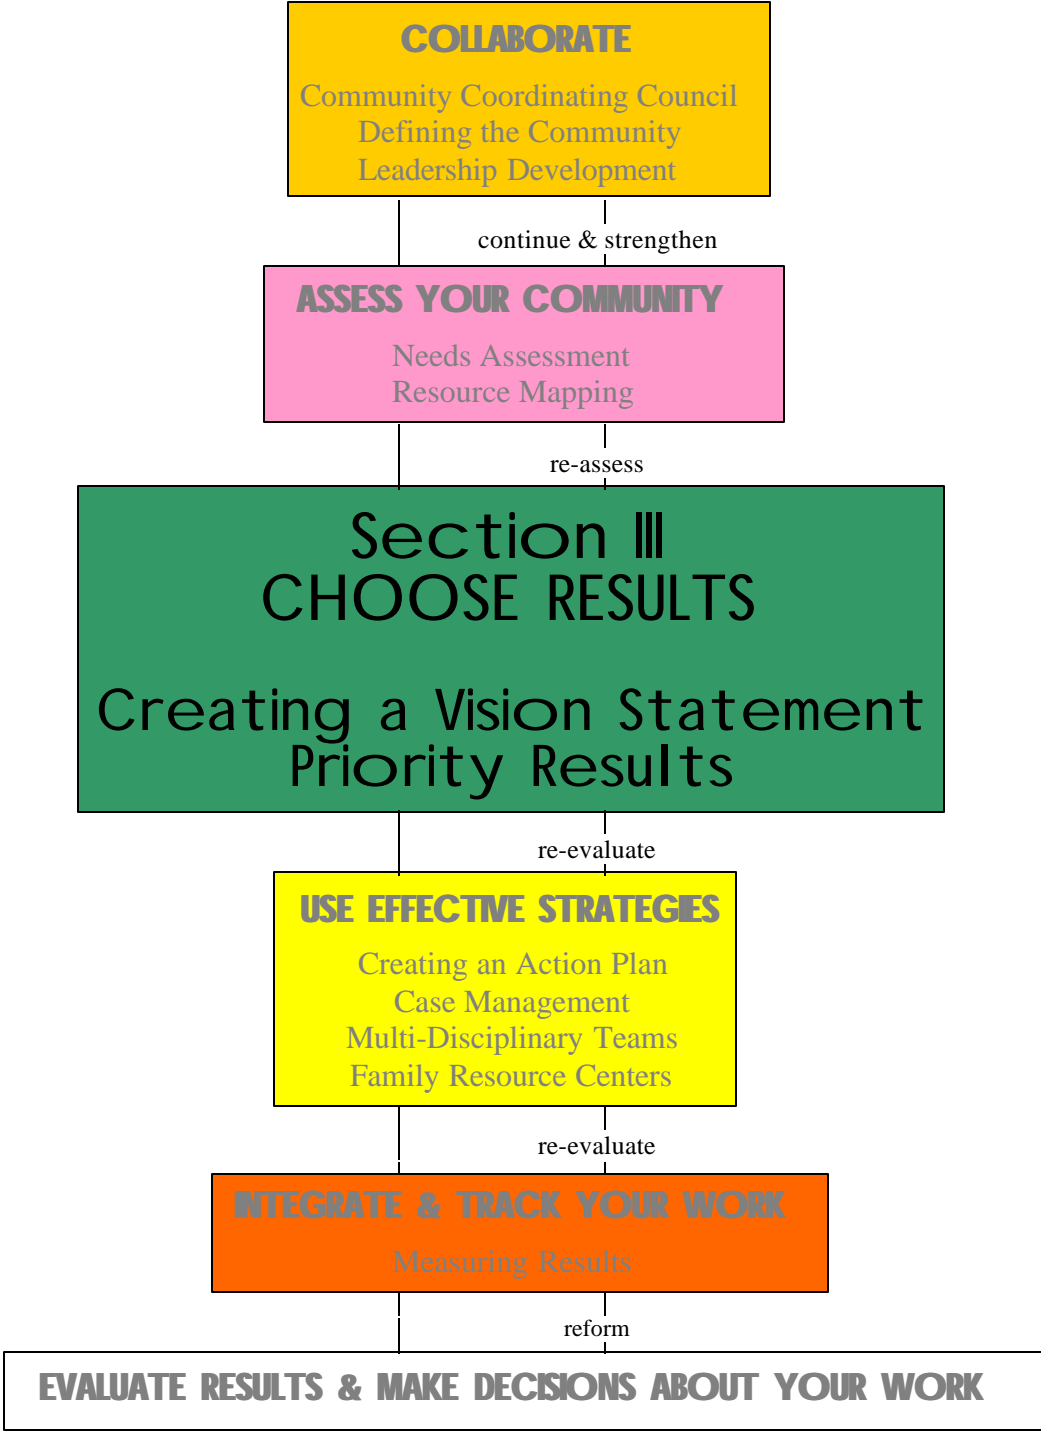 COLLABORATE
Community Coordinating Council
Defining the Community
Leadership Development
continue & strengthen
ASSESS YOUR COMMUNITY
Needs Assessment
Resource Mapping
re-assess
Section III
CHOOSE RESULTS
Creating a Vision Statement
Priority Results
re-evaluate
USE EFFECTIVE STRATEGIES
Creating an Action Plan
Case Management
Multi-Disciplinary Teams
Family Resource Centers
re-evaluate
INTEGRATE & TRACK YOUR WORK
Measuring Results
reform
EVALUATE RESULTS & MAKE DECISIONS ABOUT YOUR WORK